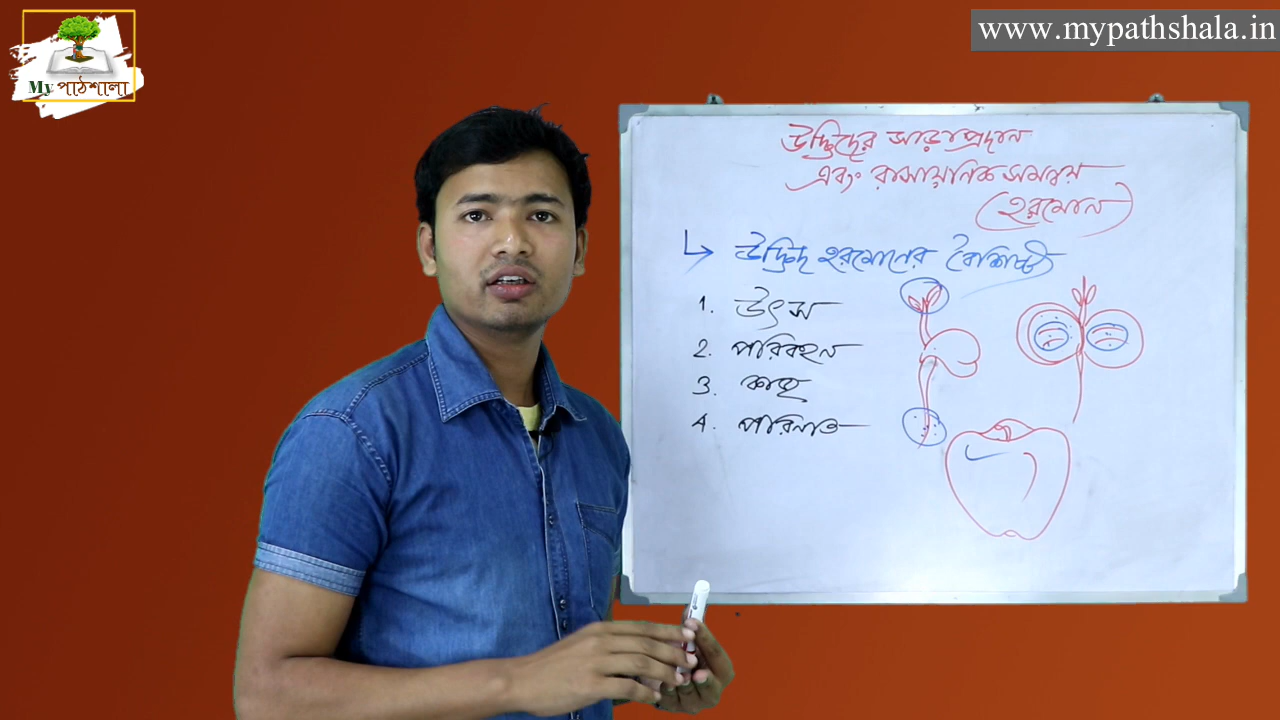 My পাঠশালা
www.mypathshala.in
উদ্ভিদের সাড়াপ্রদান
এবং রাসায়নিক সমন্বয়
(হরমোন)
↳ উদ্ভিদ হরমোনের বৈশিষ্ট্য
1. উৎস
2. পরিবহন
3. কাজ
4. পরিণতি